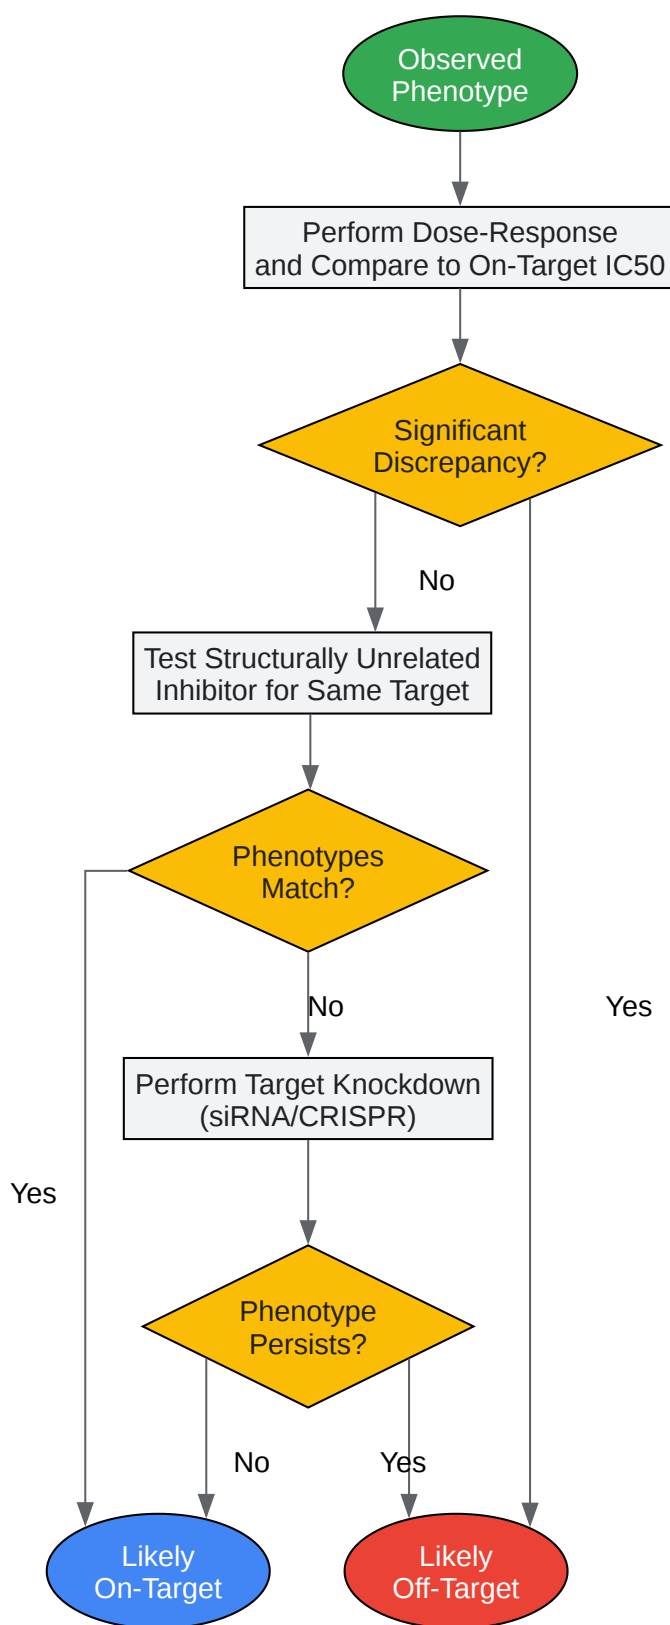 Observed
Phenotype
Perform Dose-Response
and Compare to On-Target IC50
Significant
Discrepancy?
No
Test Structurally Unrelated
Inhibitor for Same Target
Phenotypes
Match?
No
Yes
Perform Target Knockdown
(siRNA/CRISPR)
Yes
Phenotype
Persists?
No
Yes
Likely
On-Target
Likely
Off-Target